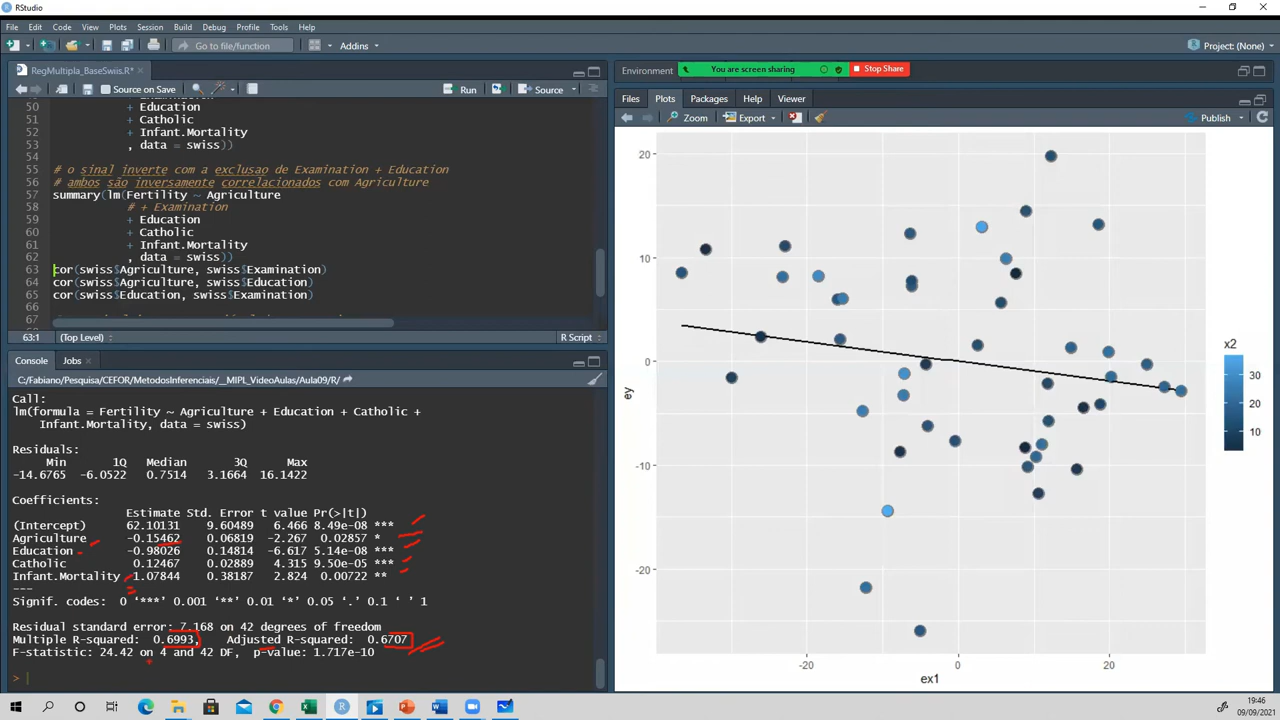 RStudio
File Edit Code View Plots Session Build Debug Profile Tools Help
Go to file/function Addins Project: (None)
RegMultipla_BaseSwiis.R*
Source on Save Run Source
50 + Education
51 + Catholic
52 + Infant.Mortality
53 , data = swiss))
54
55 # o sinal inverte com a exclusao de Examination + Education
56 # ambos são inversamente correlacionados com Agriculture
57 summary(lm(Fertility ~ Agriculture
58 # + Examination
59 + Education
60 + Catholic
61 + Infant.Mortality
62 , data = swiss))
63 cor(swiss$Agriculture, swiss$Examination)
64 cor(swiss$Agriculture, swiss$Education)
65 cor(swiss$Education, swiss$Examination)
66
67
63:1 (Top Level) R Script
Console Jobs
C:/Fabiano/Pesquisa/CEFOR/MetodosInferenciais/__MIPL_VideoAulas/Aula09/R/
Call:
lm(formula = Fertility ~ Agriculture + Education + Catholic +
Infant.Mortality, data = swiss)
Residuals:
Min 1Q Median 3Q Max
-14.6765 -6.0522 0.7514 3.1664 16.1422
Coefficients:
Estimate Std. Error t value Pr(>|t|)
(Intercept) 62.10131 9.60489 6.466 8.49e-08 ***
Agriculture -0.15462 0.06819 -2.267 0.02857 *
Education -0.98026 0.14814 -6.617 5.14e-08 ***
Catholic 0.12467 0.02889 4.315 9.50e-05 ***
Infant.Mortality 1.07844 0.38187 2.824 0.00722 **
---
Signif. codes: 0 ‘***’ 0.001 ‘**’ 0.01 ‘*’ 0.05 ‘.’ 0.1 ‘ ’ 1
Residual standard error: 7.168 on 42 degrees of freedom
Multiple R-squared: 0.6993, Adjusted R-squared: 0.6707
F-statistic: 24.42 on 4 and 42 DF, p-value: 1.717e-10
>
Environment
You are screen sharing Stop Share
Files Plots Packages Help Viewer
Zoom Export Publish
20
10
0
-10
-20
ey
-20 0 20
ex1
x2
30
20
10
19:46
09/09/2021